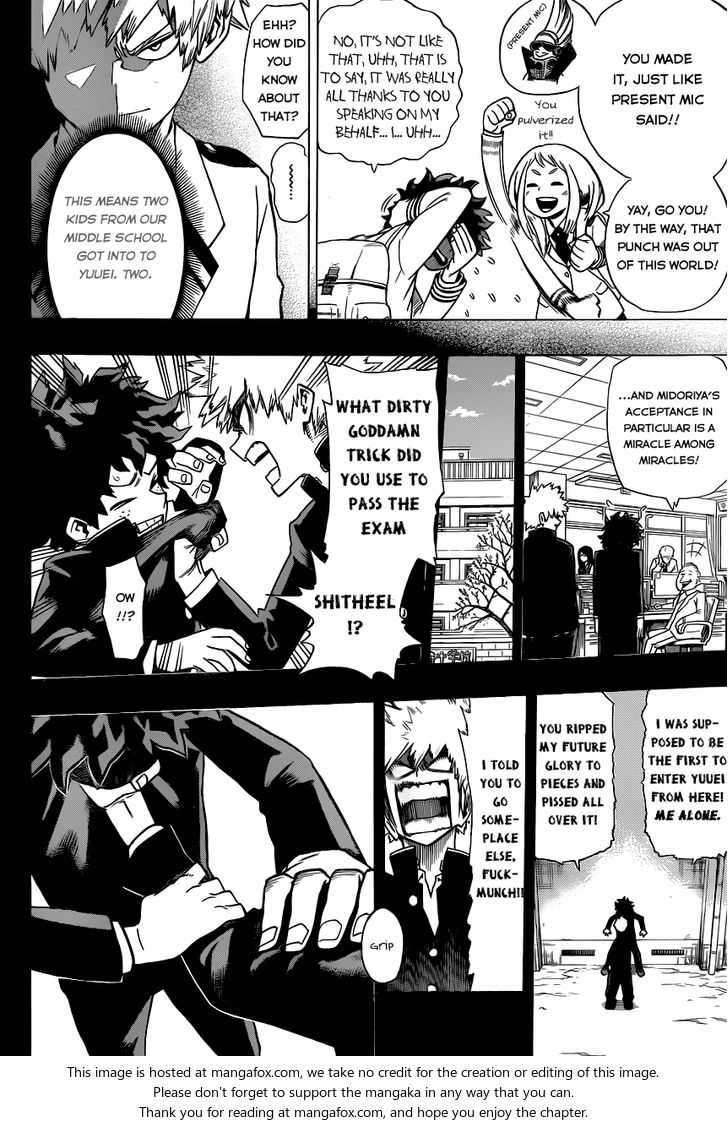 YOU MADE
IT, JUST LIKE
PRESENT MIC
SAID!!
(PRESENT MIC)
You
pulverized
it!!
YAY, GO YOU!
BY THE WAY, THAT
PUNCH WAS OUT
OF THIS WORLD!
NO, IT'S NOT LIKE
THAT, UHH, THAT IS
TO SAY, IT WAS REALLY
ALL THANKS TO YOU
SPEAKING ON MY
BEHALF... I... UHH...
EHH?
HOW DID
YOU
KNOW
ABOUT
THAT?
THIS MEANS TWO
KIDS FROM OUR
MIDDLE SCHOOL
GOT INTO TO
YUUEI. TWO.
...AND MIDORIYA'S
ACCEPTANCE IN
PARTICULAR IS A
MIRACLE AMONG
MIRACLES!
WHAT DIRTY
GODDAMN
TRICK DID
YOU USE TO
PASS THE
EXAM
SHITHEEL
!?
OW
!!?
I WAS SUP-
POSED TO BE
THE FIRST TO
ENTER YUUEI
FROM HERE!
ME ALONE.
YOU RIPPED
MY FUTURE
GLORY TO
PIECES AND
PISSED ALL
OVER IT!
I TOLD
YOU TO
GO
SOME-
PLACE
ELSE,
FUCK-
MUNCH!!
Grip
This image is hosted at mangafox.com, we take no credit for the creation or editing of this image.
Please don't forget to support the mangaka in any way that you can.
Thank you for reading at mangafox.com, and hope you enjoy the chapter.